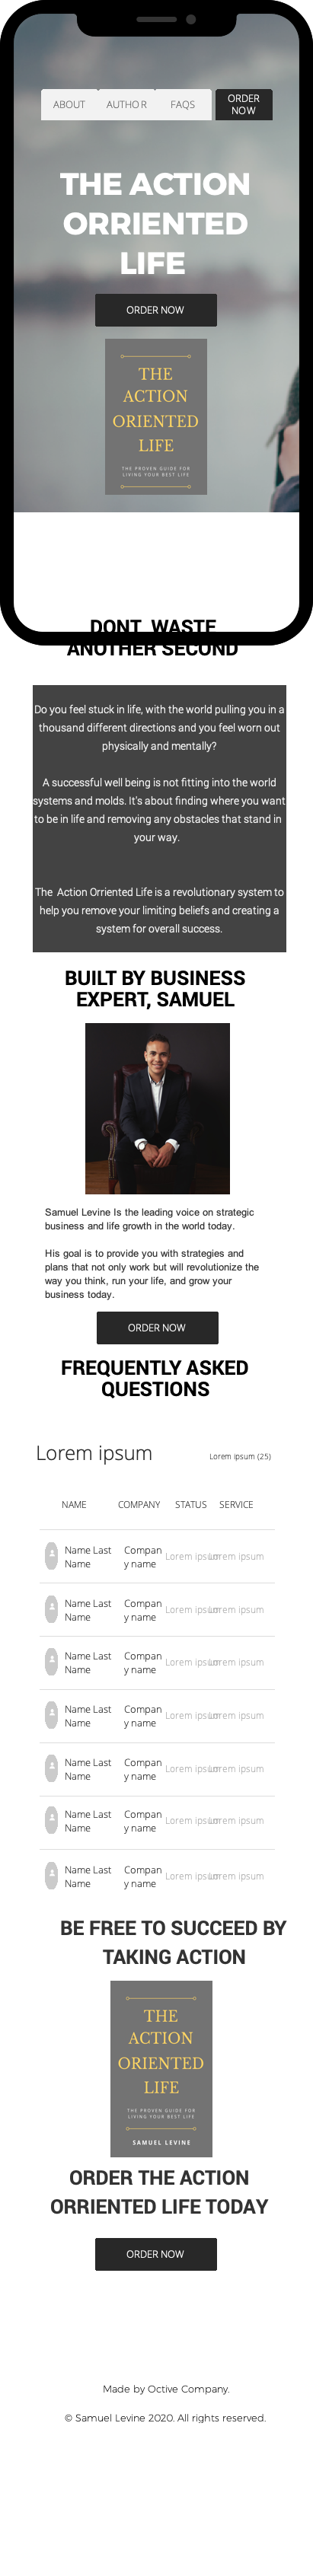 ABOUT
AUTHOR
FAQS
ORDER
NOW
THE ACTION
ORRIENTED
LIFE
ORDER NOW
THE
ACTION
ORIENTED
LIFE
THE PROVEN GUIDE FOR
LIVING YOUR BEST LIFE
DONT WASTE
ANOTHER SECOND
Do you feel stuck in life, with the world pulling you in a
thousand different directions and you feel worn out
physically and mentally?
A successful well being is not fitting into the world
systems and molds. It's about finding where you want
to be in life and removing any obstacles that stand in
your way.
The Action Orriented Life is a revolutionary system to
help you remove your limiting beliefs and creating a
system for overall success.
BUILT BY BUSINESS
EXPERT, SAMUEL
Samuel Levine Is the leading voice on strategic
business and life growth in the world today.
His goal is to provide you with strategies and
plans that not only work but will revolutionize the
way you think, run your life, and grow your
business today.
ORDER NOW
FREQUENTLY ASKED
QUESTIONS
Lorem ipsum
Lorem ipsum (25)
NAME COMPANY STATUS SERVICE
Name Last
Name
Compan
y name
Lorem ipsum
Lorem ipsum
Name Last
Name
Compan
y name
Lorem ipsum
Lorem ipsum
Name Last
Name
Compan
y name
Lorem ipsum
Lorem ipsum
Name Last
Name
Compan
y name
Lorem ipsum
Lorem ipsum
Name Last
Name
Compan
y name
Lorem ipsum
Lorem ipsum
Name Last
Name
Compan
y name
Lorem ipsum
Lorem ipsum
Name Last
Name
Compan
y name
Lorem ipsum
Lorem ipsum
BE FREE TO SUCCEED BY
TAKING ACTION
THE
ACTION
ORIENTED
LIFE
THE PROVEN GUIDE FOR
LIVING YOUR BEST LIFE
SAMUEL LEVINE
ORDER THE ACTION
ORRIENTED LIFE TODAY
ORDER NOW
Made by Octive Company.
© Samuel Levine 2020. All rights reserved.